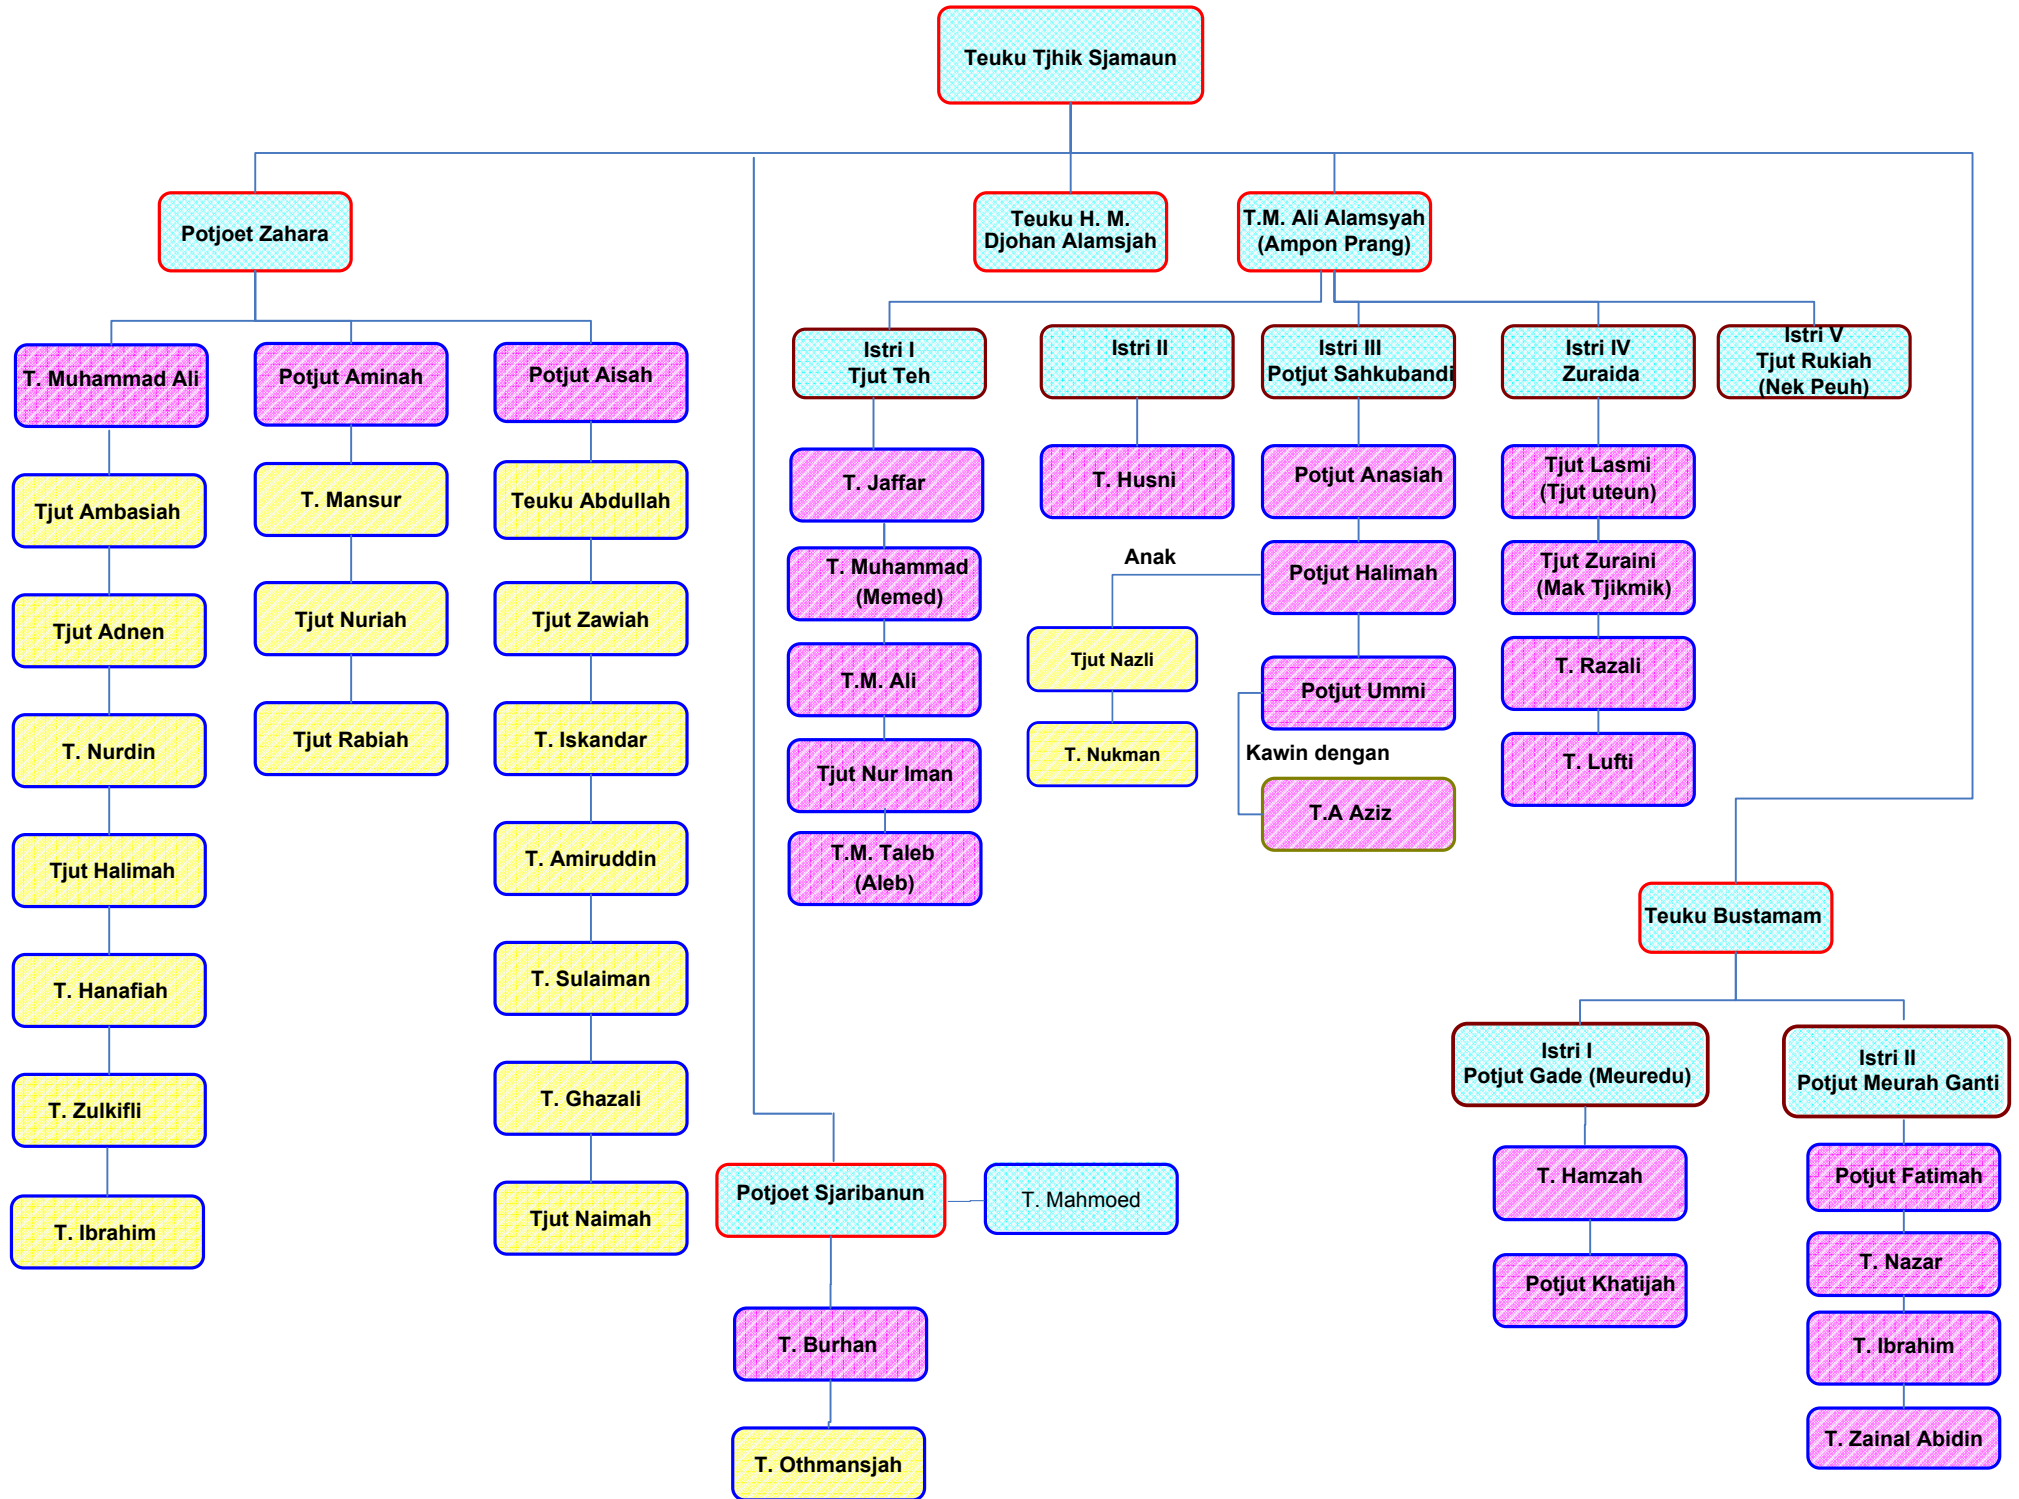 Teuku Tjhik Sjamaun
Potjoet Zahara
Teuku H. M.
Djohan Alamsjah
T.M. Ali Alamsyah
(Ampon Prang)
T. Muhammad Ali
Potjut Aminah
Potjut Aisah
Istri I
Tjut Teh
Istri II
Istri III
Potjut Sahkubandi
Istri IV
Zuraida
Istri V
Tjut Rukiah
(Nek Peuh)
Tjut Ambasiah
Tjut Adnen
T. Nurdin
Tjut Halimah
T. Hanafiah
T. Zulkifli
T. Ibrahim
T. Mansur
Tjut Nuriah
Tjut Rabiah
Teuku Abdullah
Tjut Zawiah
T. Iskandar
T. Amiruddin
T. Sulaiman
T. Ghazali
Tjut Naimah
T. Jaffar
T. Muhammad
(Memed)
T.M. Ali
Tjut Nur Iman
T.M. Taleb
(Aleb)
T. Husni
Potjut Anasiah
Potjut Halimah
Anak
Tjut Nazli
T. Nukman
Potjut Ummi
Kawin dengan
T.A Aziz
Tjut Lasmi
(Tjut uteun)
Tjut Zuraini
(Mak Tjikmik)
T. Razali
T. Lufti
Teuku Bustamam
Istri I
Potjut Gade (Meuredu)
Istri II
Potjut Meurah Ganti
T. Hamzah
Potjut Khatijah
Potjut Fatimah
T. Nazar
T. Ibrahim
T. Zainal Abidin
Potjoet Sjaribanun
T. Mahmoed
T. Burhan
T. Othmansjah